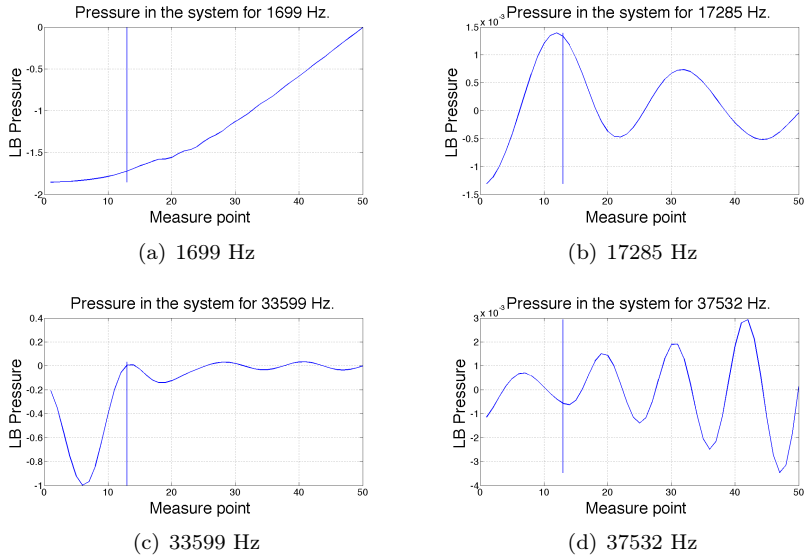 Pressure in the system for 1699 Hz.
0
-0.5
-1
-1.5
-2
LB Pressure
0 10 20 30 40 50
Measure point
(a) 1699 Hz
x 10⁻³ Pressure in the system for 17285 Hz.
1.5
1
0.5
0
-0.5
-1
-1.5
LB Pressure
0 10 20 30 40 50
Measure point
(b) 17285 Hz
Pressure in the system for 33599 Hz.
0.4
0.2
0
-0.2
-0.4
-0.6
-0.8
-1
LB Pressure
0 10 20 30 40 50
Measure point
(c) 33599 Hz
x 10⁻³ Pressure in the system for 37532 Hz.
3
2
1
0
-1
-2
-3
-4
LB Pressure
0 10 20 30 40 50
Measure point
(d) 37532 Hz